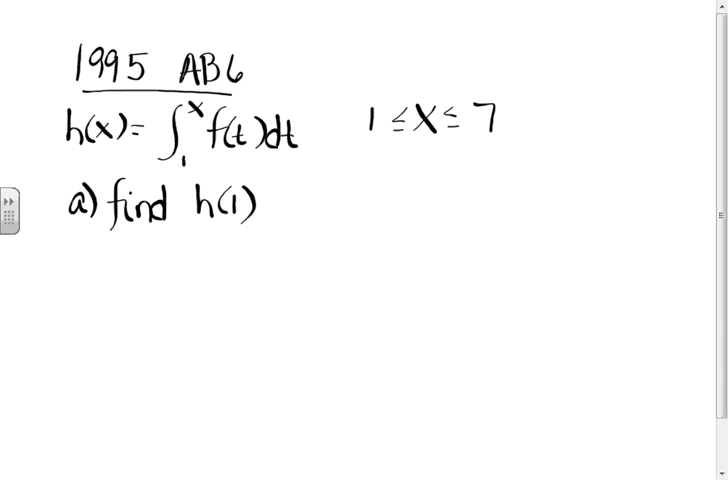 1995 AB6
h(x)= ∫₁ˣ f(t)dt 1 ≤ x ≤ 7
a) find h(1)